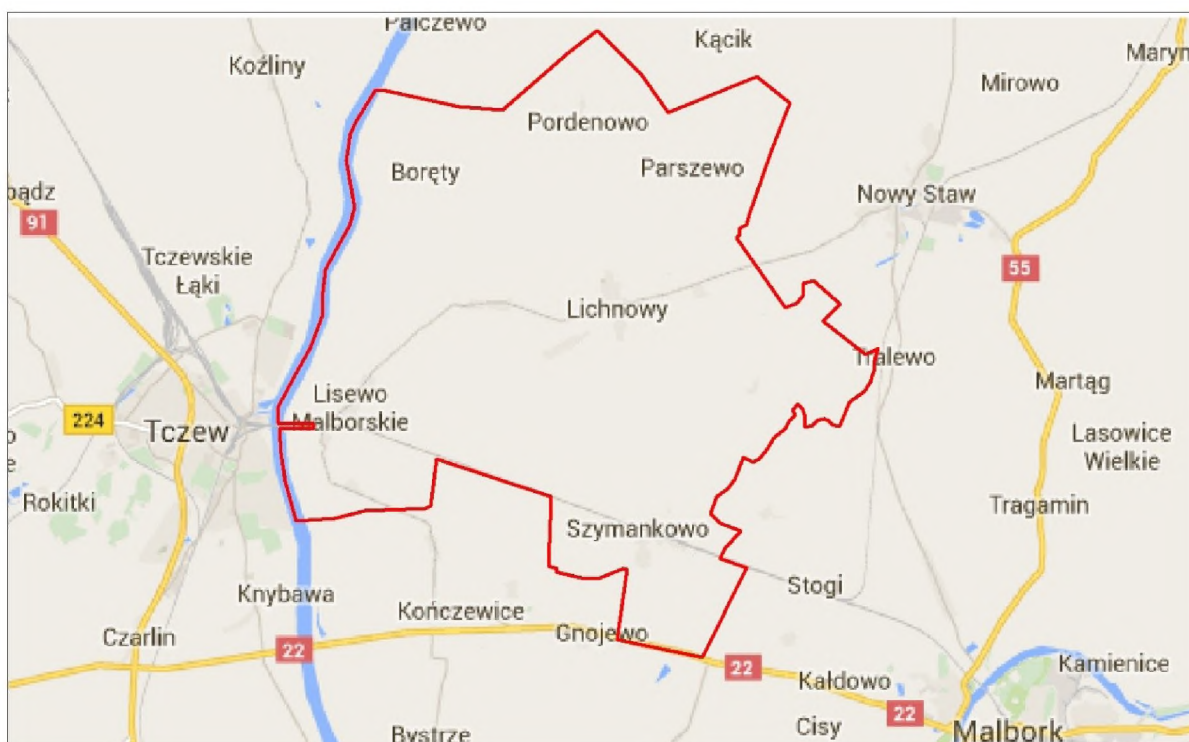 Palczewo
Kącik
Koźliny
Maryn
Mirowo
Pordenowo
Boręty
Parszewo
Nowy Staw
bądz
91
Tczewskie
Łąki
55
Lichnowy
Tralewo
Lisewo
Malborskie
Martąg
224
Tczew
Lasowice
Wielkie
Rokitki
Tragamin
Szymankowo
Stogi
Knybawa
Kończewice
Czarlin
22
Gnojewo
22
Kamienice
Kałdowo
22
Cisy
Malbork
Bystrze